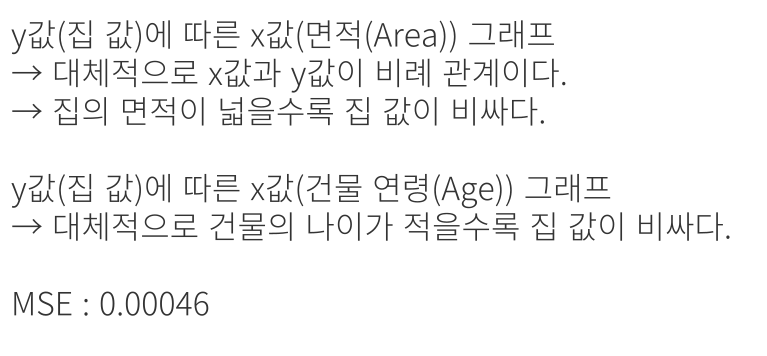 y값(집 값)에 따른 x값(면적(Area)) 그래프
→ 대체적으로 x값과 y값이 비례 관계이다.
→ 집의 면적이 넓을수록 집 값이 비싸다.
y값(집 값)에 따른 x값(건물 연령(Age)) 그래프
→ 대체적으로 건물의 나이가 적을수록 집 값이 비싸다.
MSE : 0.00046